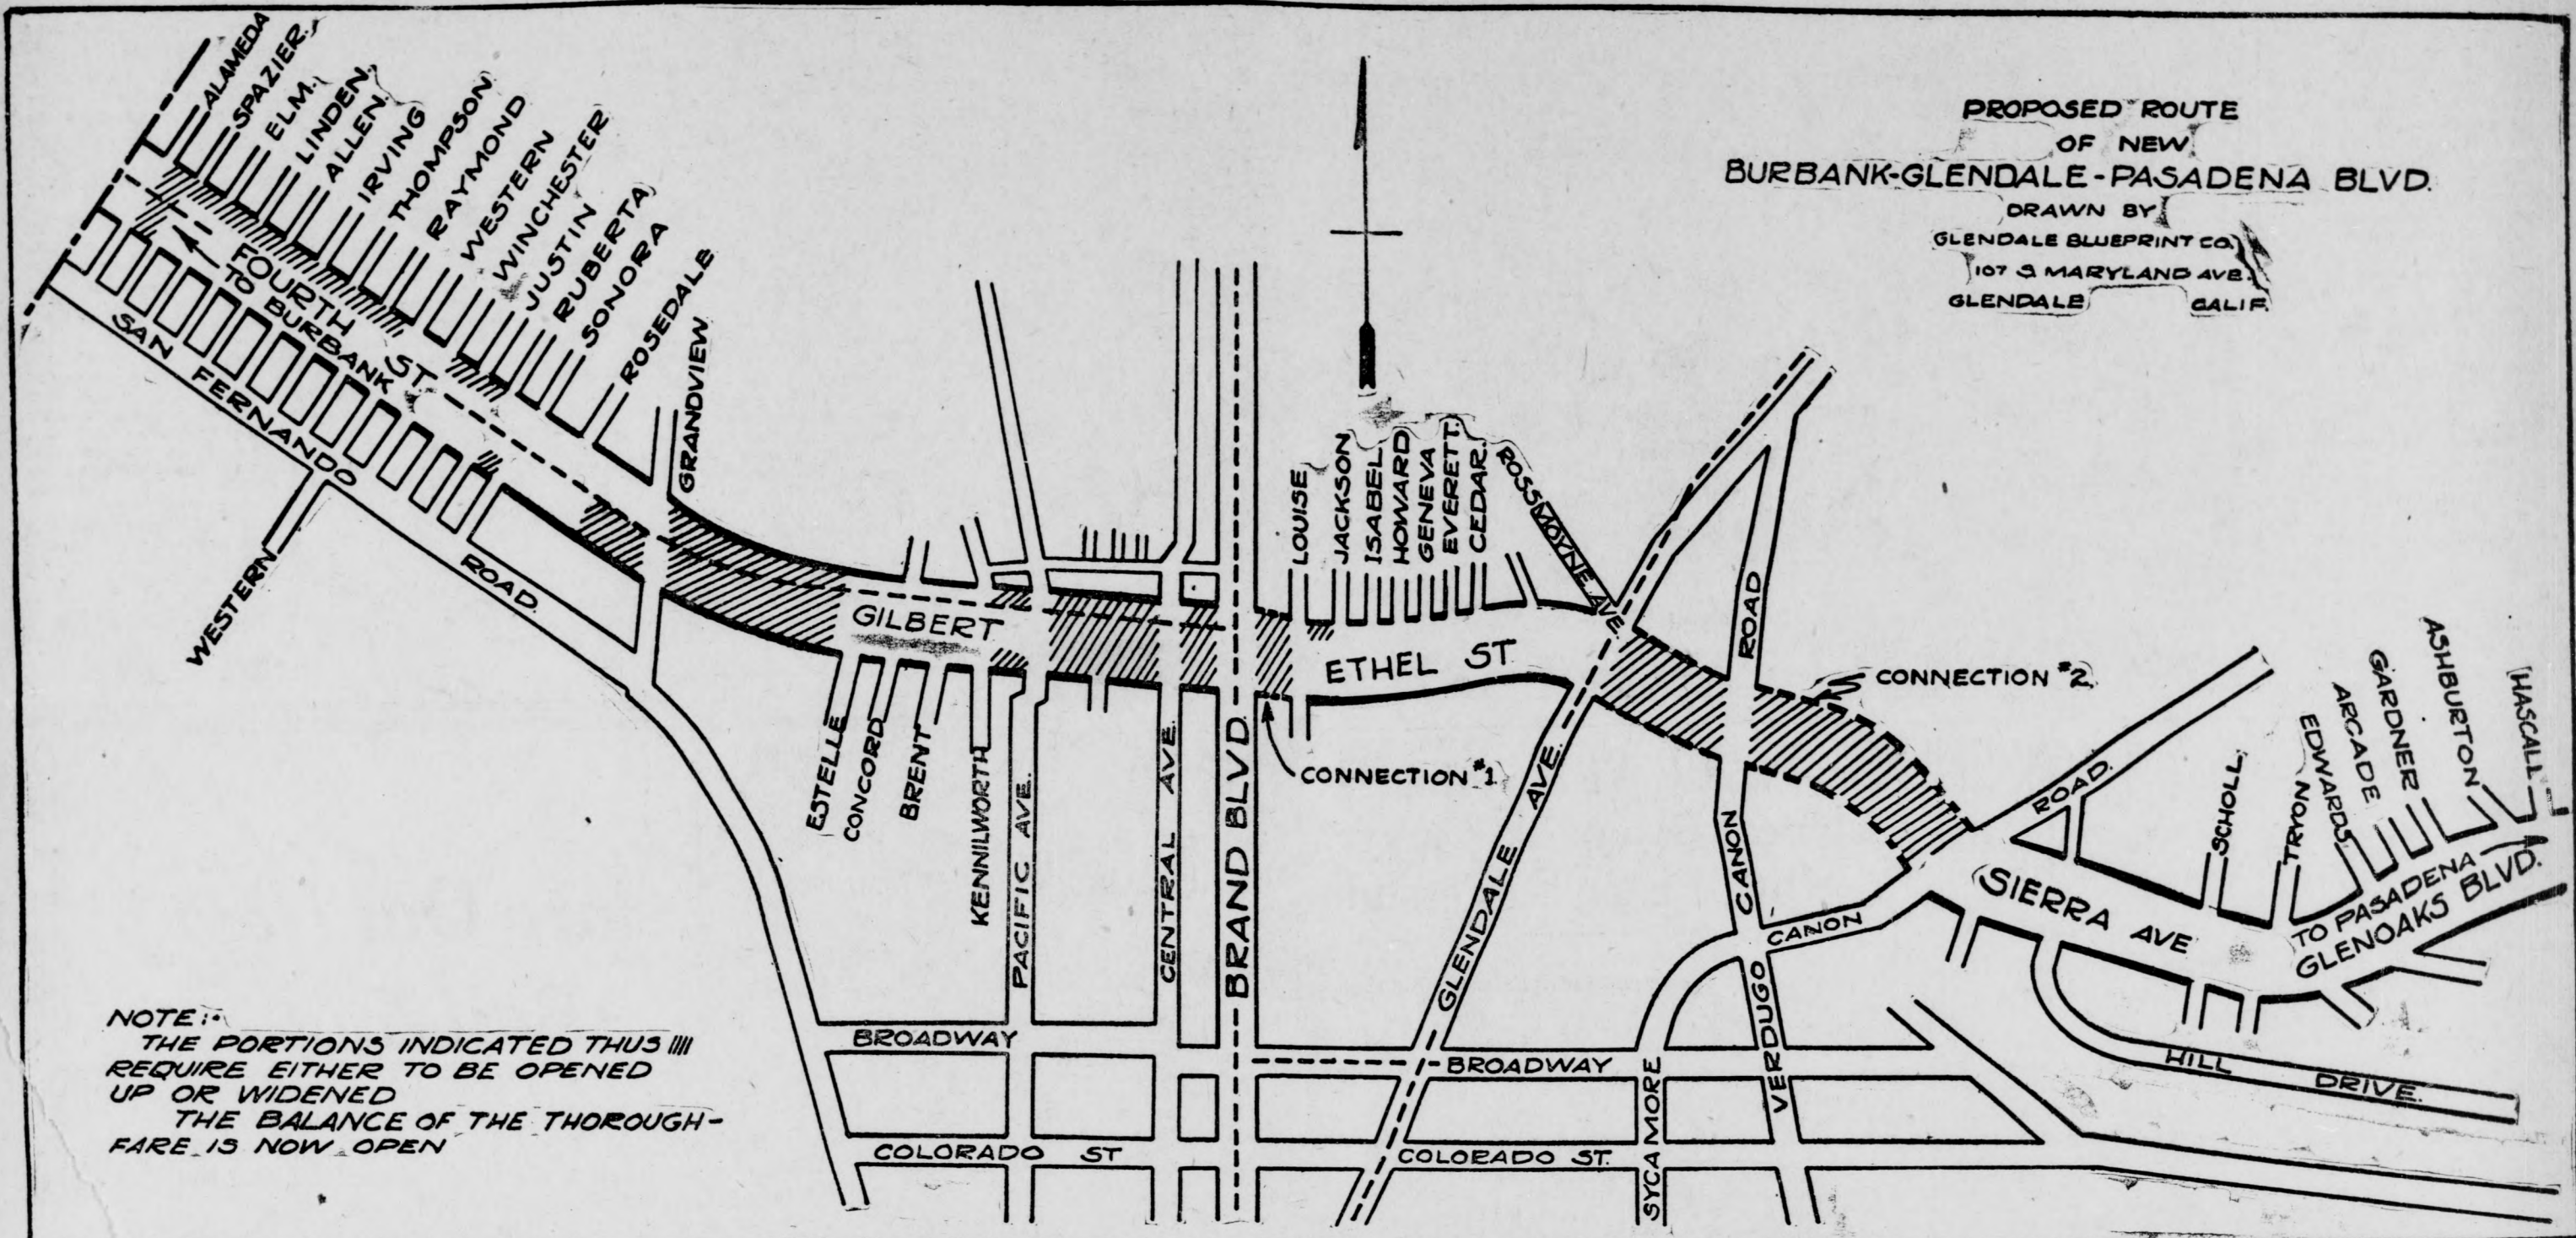 PROPOSED ROUTE
OF NEW
BURBANK-GLENDALE-PASADENA BLVD.
DRAWN BY
GLENDALE BLUEPRINT CO.
107 S MARYLAND AVE.
GLENDALE CALIF.
ALAMEDA
SPAZIER.
ELM.
LINDEN.
ALLEN.
IRVING
THOMPSON
RAYMOND
WESTERN
WINCHESTER
JUSTIN
RUBERTA
SONORA
ROSEDALE
GRANDVIEW
FOURTH ST.
TO BURBANK
SAN FERNANDO ROAD.
WESTERN
GILBERT
ESTELLE
CONCORD
BRENT
KENNILWORTH
PACIFIC AVE.
CENTRAL AVE.
BRAND BLVD.
LOUISE
JACKSON
ISABEL.
HOWARD
GENEVA
EVERETT.
CEDAR.
ROSSMOYNE AVE.
ETHEL ST
CONNECTION #1
GLENDALE AVE.
CANON ROAD
CONNECTION #2
CANON ROAD.
VERDUGO
SYCAMORE
SIERRA AVE
SCHOLL.
TRYON
EDWARDS.
ARCADE
GARDNER
ASHBURTON
HASCALL
TO PASADENA
GLENOAKS BLVD.
HILL DRIVE.
BROADWAY
BROADWAY
COLORADO ST
COLORADO ST.
NOTE:-
THE PORTIONS INDICATED THUS
REQUIRE EITHER TO BE OPENED
UP OR WIDENED
THE BALANCE OF THE THOROUGH-
FARE IS NOW OPEN